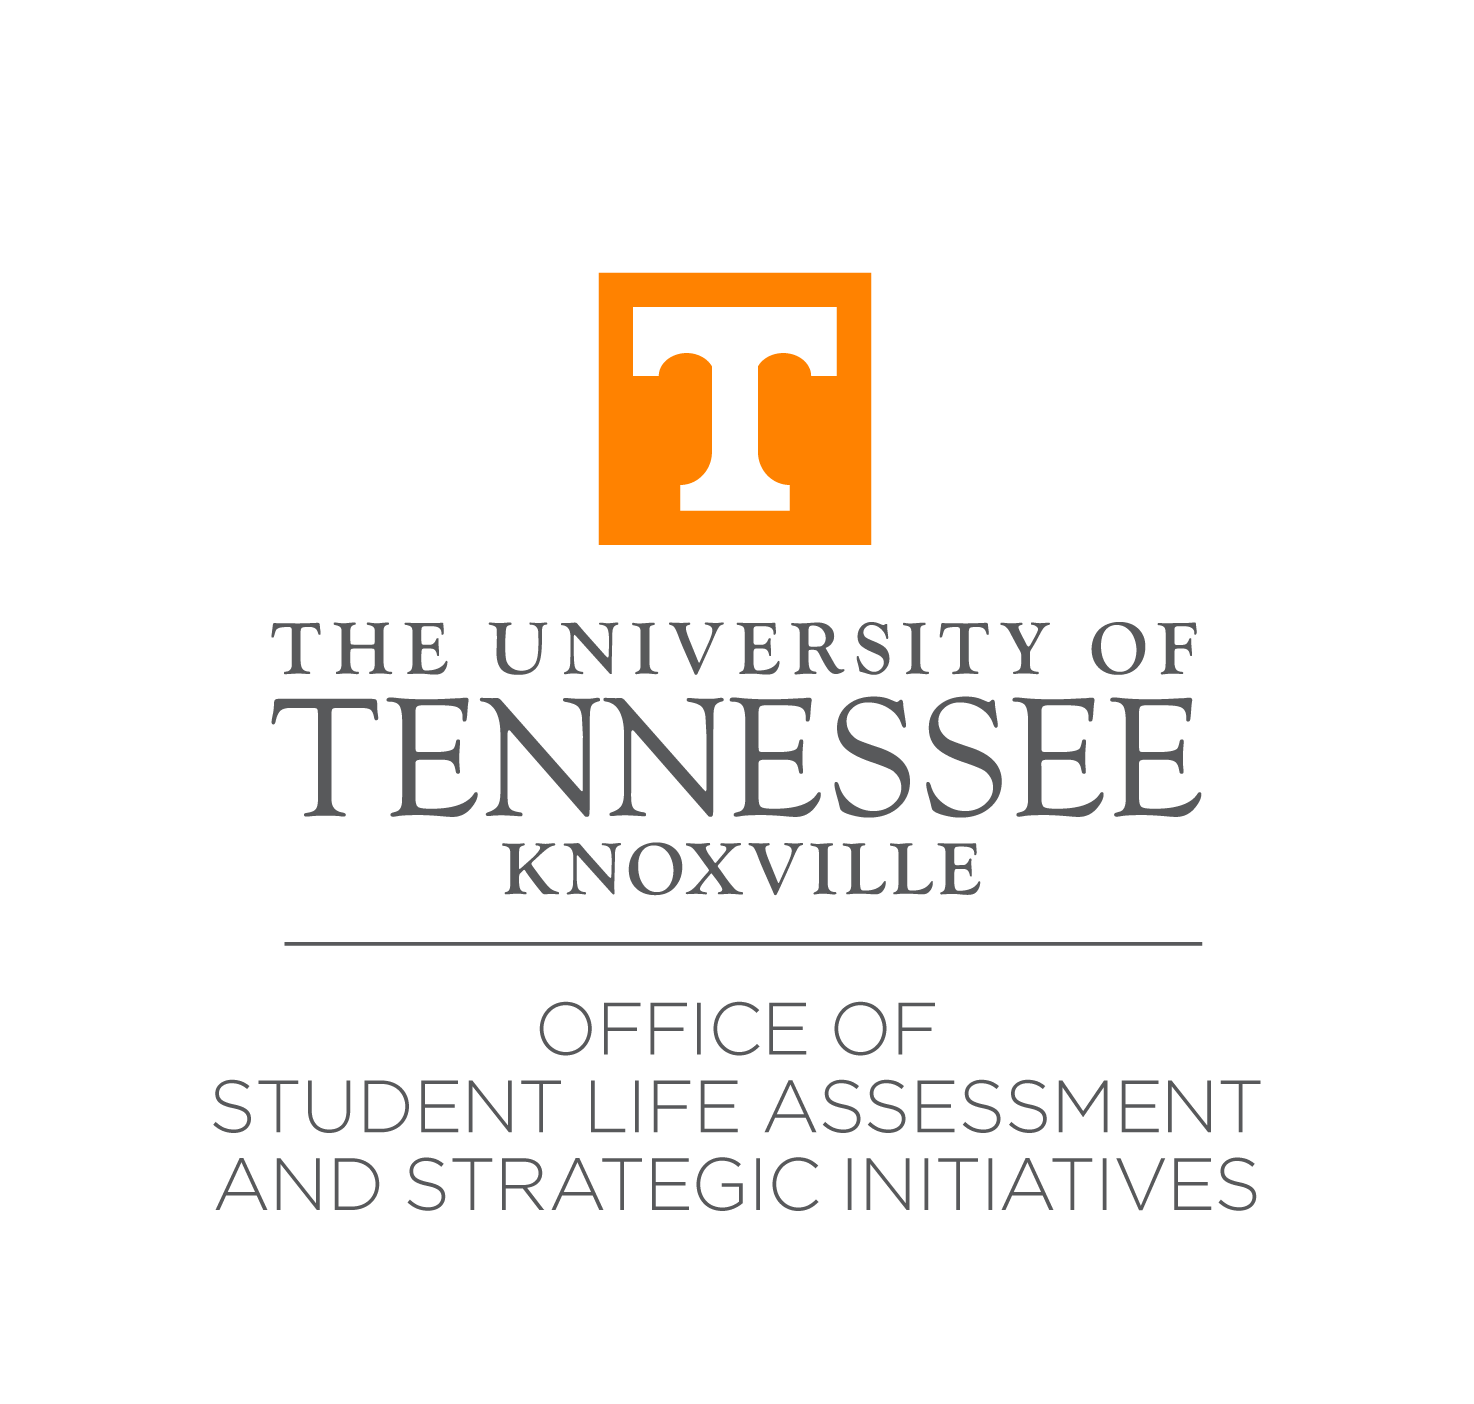 T
THE UNIVERSITY OF
TENNESSEE
KNOXVILLE
OFFICE OF
STUDENT LIFE ASSESSMENT
AND STRATEGIC INITIATIVES